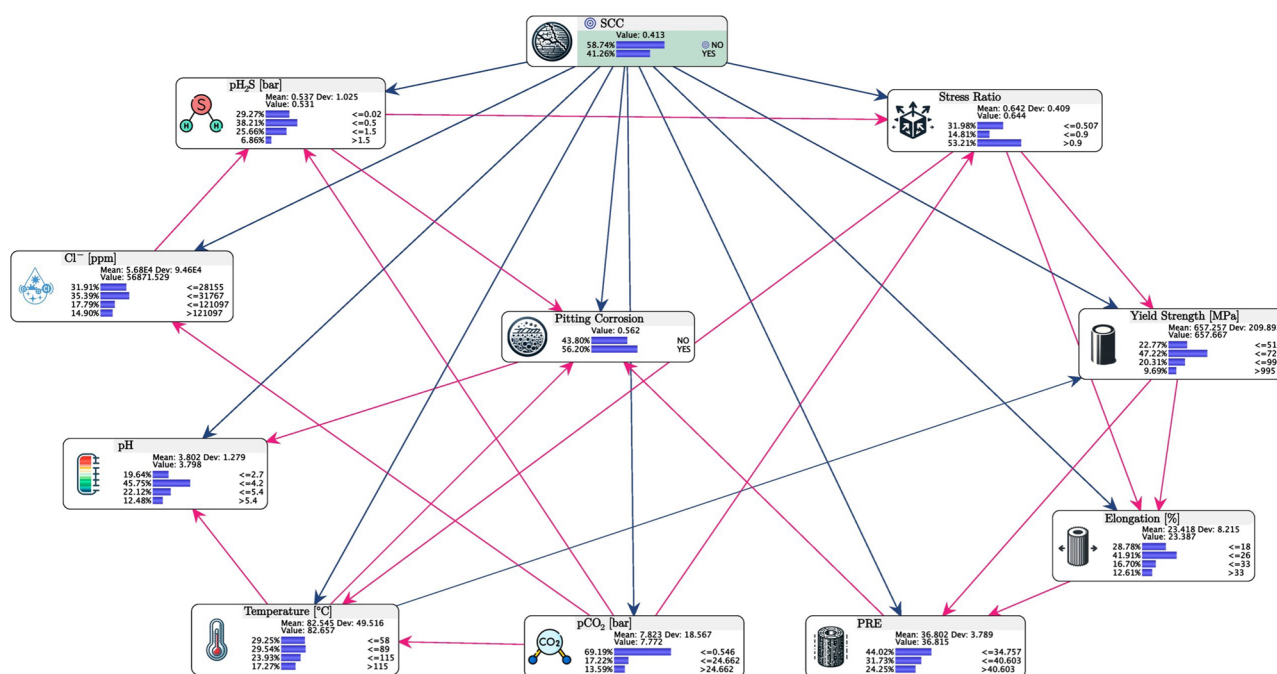 SCC
Value: 0.413
58.74% NO
41.26% YES
pH₂S [bar]
Mean: 0.537 Dev: 1.025
Value: 0.531
29.27% <=0.02
38.21% <=0.5
25.66% <=1.5
6.86% >1.5
S
H H
Stress Ratio
Mean: 0.642 Dev: 0.409
Value: 0.644
31.98% <=0.507
14.81% <=0.9
53.21% >0.9
Cl⁻ [ppm]
Mean: 5.68E4 Dev: 9.46E4
Value: 56871.529
31.91% <=28155
35.39% <=31767
17.79% <=121097
14.90% >121097
Pitting Corrosion
Value: 0.562
43.80% NO
56.20% YES
Yield Strength [MPa]
Mean: 657.257 Dev: 209.89
Value: 657.667
22.77% <=51
47.22% <=72
20.31% <=99
9.69% >995
pH
Mean: 3.802 Dev: 1.279
Value: 3.798
19.64% <=2.7
45.75% <=4.2
22.12% <=5.4
12.48% >5.4
Elongation [%]
Mean: 23.418 Dev: 8.215
Value: 23.387
28.78% <=18
41.91% <=26
16.70% <=33
12.61% >33
Temperature [°C]
Mean: 82.545 Dev: 49.516
Value: 82.657
29.25% <=58
29.54% <=89
23.93% <=115
17.27% >115
pCO₂ [bar]
Mean: 7.823 Dev: 18.567
Value: 7.772
69.19% <=0.546
17.22% <=24.662
13.59% >24.662
CO₂
PRE
Mean: 36.802 Dev: 3.789
Value: 36.815
44.02% <=34.757
31.73% <=40.603
24.25% >40.603